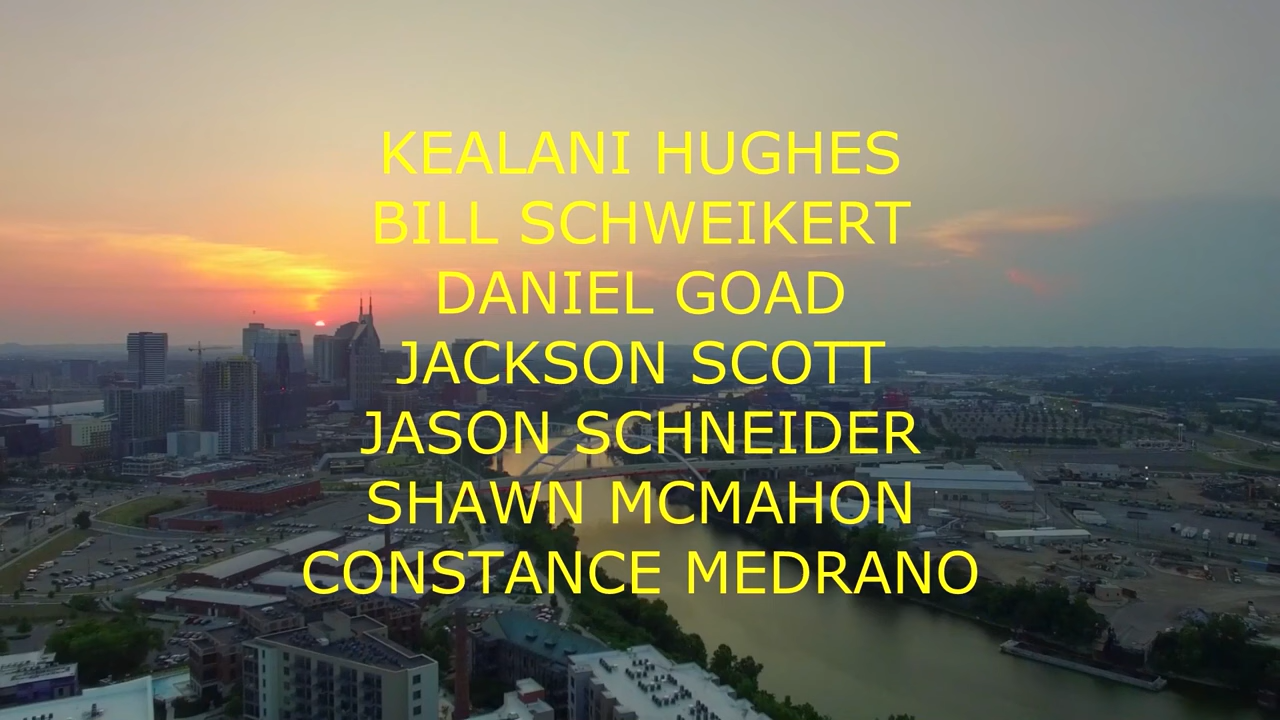 KEALANI HUGHES
BILL SCHWEIKERT
DANIEL GOAD
JACKSON SCOTT
JASON SCHNEIDER
SHAWN MCMAHON
CONSTANCE MEDRANO